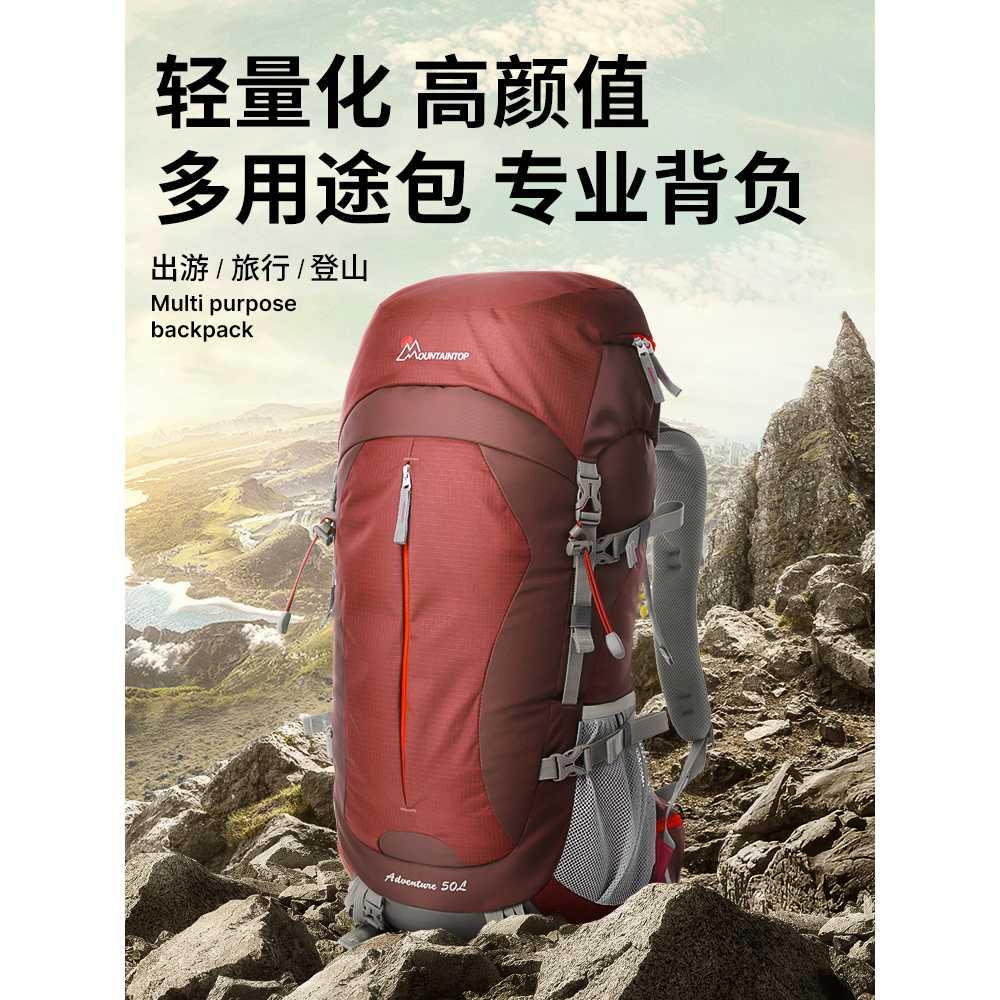 轻量化 高颜值
多用途包 专业背负
出游 / 旅行 / 登山
Multi purpose
backpack
MOUNTAINTOP
Adventure 50L